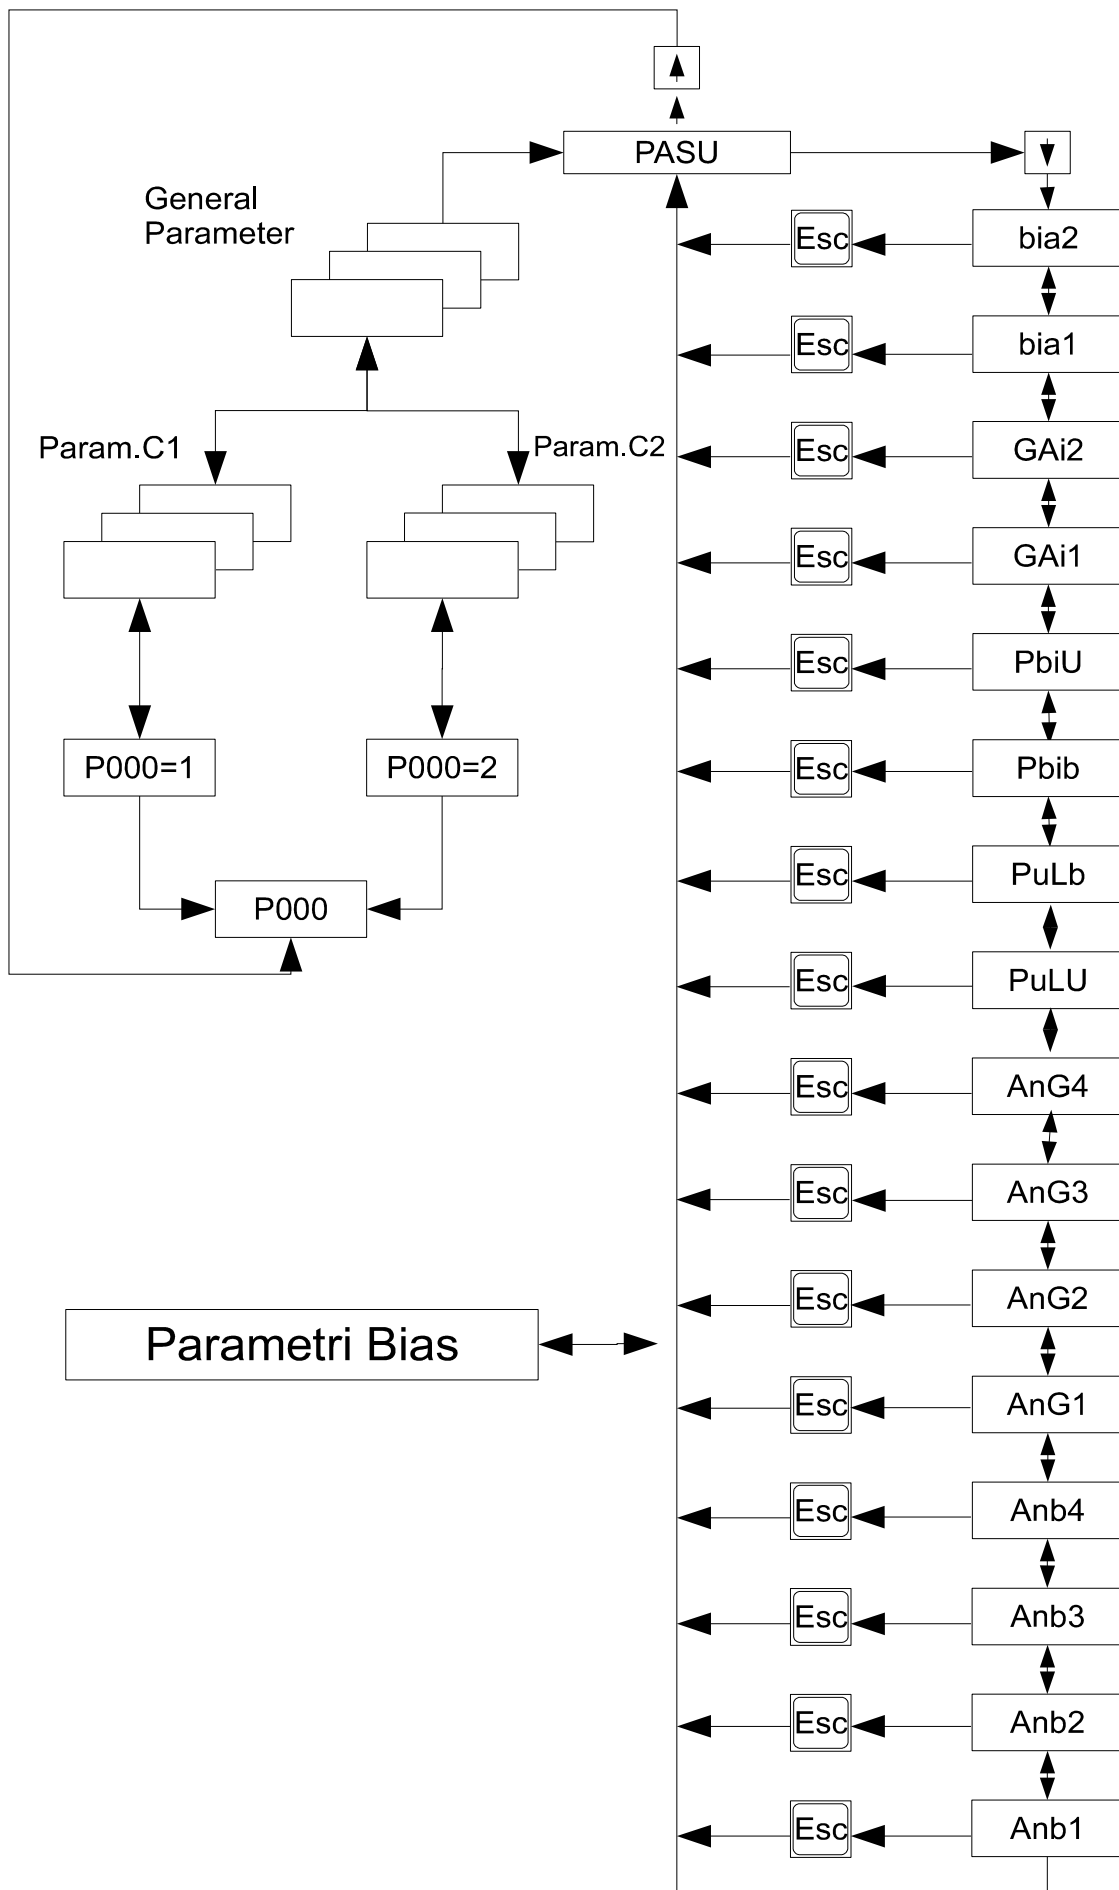 PASU
General
Parameter
Esc
bia2
Esc
bia1
Param.C1
Param.C2
Esc
GAi2
Esc
GAi1
Esc
PbiU
P000=1
P000=2
Esc
Pbib
Esc
PuLb
P000
Esc
PuLU
Esc
AnG4
Esc
AnG3
Esc
AnG2
Parametri Bias
Esc
AnG1
Esc
Anb4
Esc
Anb3
Esc
Anb2
Esc
Anb1